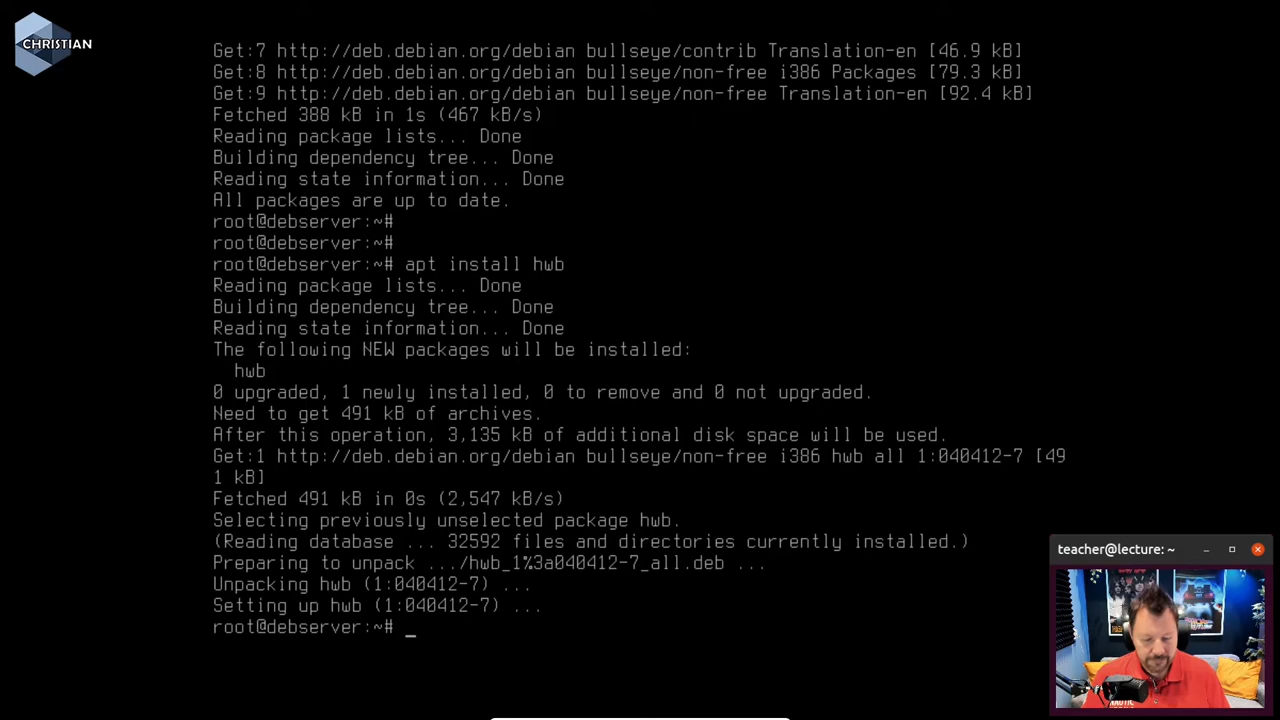 CHRISTIAN
Get:7 http://deb.debian.org/debian bullseye/contrib Translation-en [46.9 kB]
Get:8 http://deb.debian.org/debian bullseye/non-free i386 Packages [79.3 kB]
Get:9 http://deb.debian.org/debian bullseye/non-free Translation-en [92.4 kB]
Fetched 388 kB in 1s (467 kB/s)
Reading package lists... Done
Building dependency tree... Done
Reading state information... Done
All packages are up to date.
root@debserver:~#
root@debserver:~#
root@debserver:~# apt install hwb
Reading package lists... Done
Building dependency tree... Done
Reading state information... Done
The following NEW packages will be installed:
hwb
0 upgraded, 1 newly installed, 0 to remove and 0 not upgraded.
Need to get 491 kB of archives.
After this operation, 3,135 kB of additional disk space will be used.
Get:1 http://deb.debian.org/debian bullseye/non-free i386 hwb all 1:040412-7 [49
1 kB]
Fetched 491 kB in 0s (2,547 kB/s)
Selecting previously unselected package hwb.
(Reading database ... 32592 files and directories currently installed.)
Preparing to unpack .../hwb_1%3a040412-7_all.deb ...
Unpacking hwb (1:040412-7) ...
Setting up hwb (1:040412-7) ...
root@debserver:~# _
teacher@lecture: ~